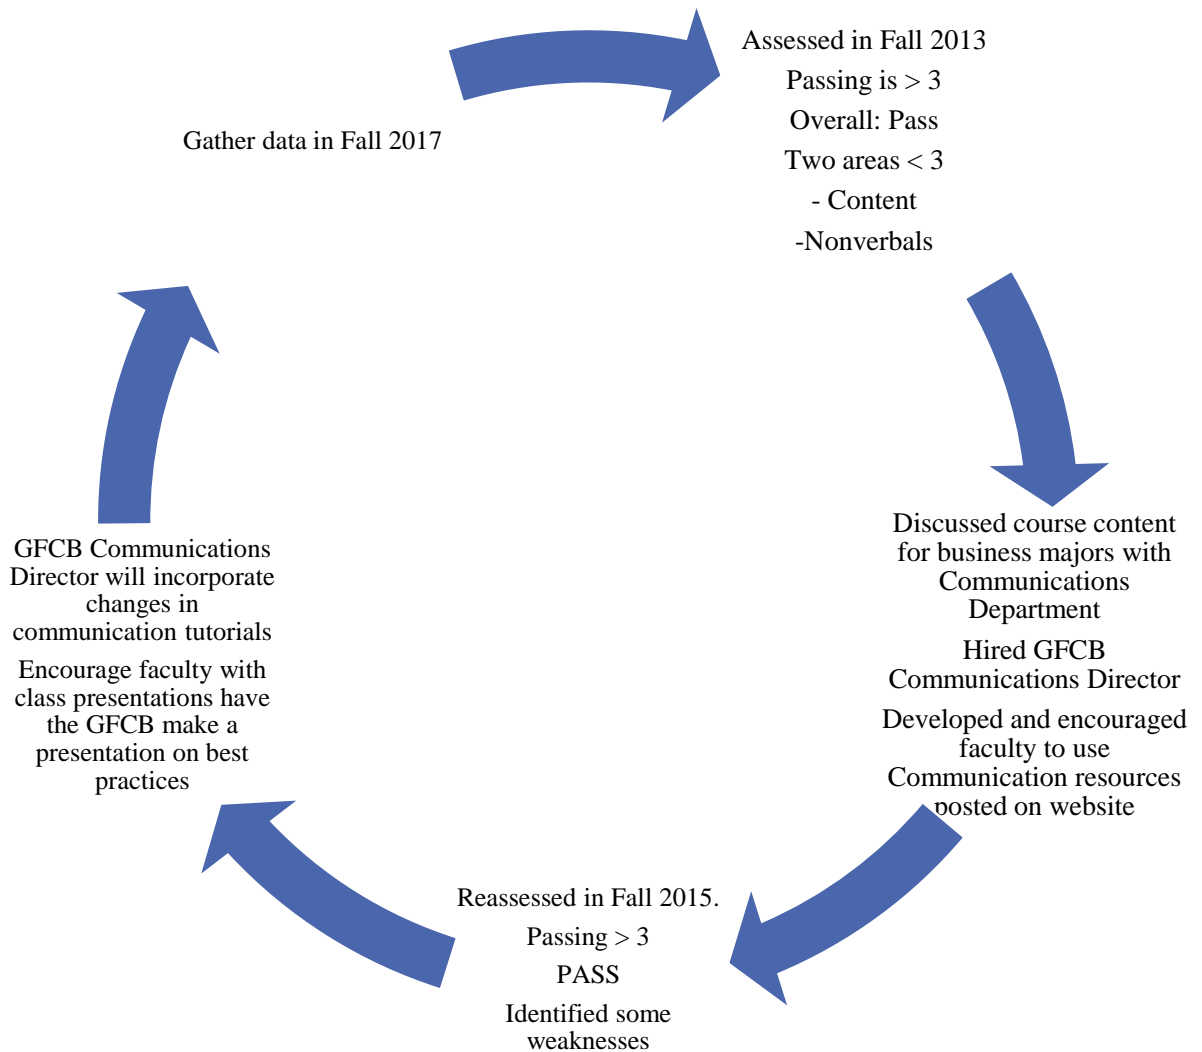 Assessed in Fall 2013
Passing is > 3
Overall: Pass
Two areas < 3
- Content
-Nonverbals
Discussed course content
for business majors with
Communications
Department
Hired GFCB
Communications Director
Developed and encouraged
faculty to use
Communication resources
posted on website
Reassessed in Fall 2015.
Passing > 3
PASS
Identified some
weaknesses
GFCB Communications
Director will incorporate
changes in
communication tutorials
Encourage faculty with
class presentations have
the GFCB make a
presentation on best
practices
Gather data in Fall 2017